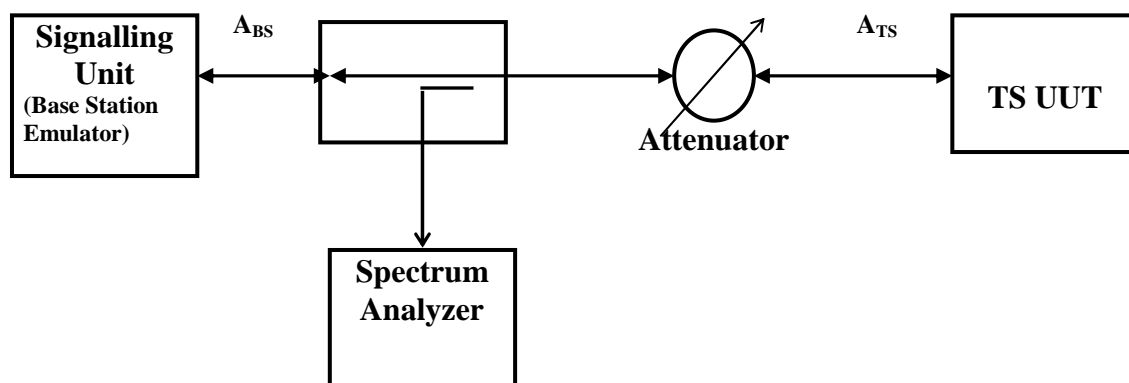 Signalling
Unit
(Base Station
Emulator)
A_BS
Attenuator
A_TS
TS UUT
Spectrum
Analyzer